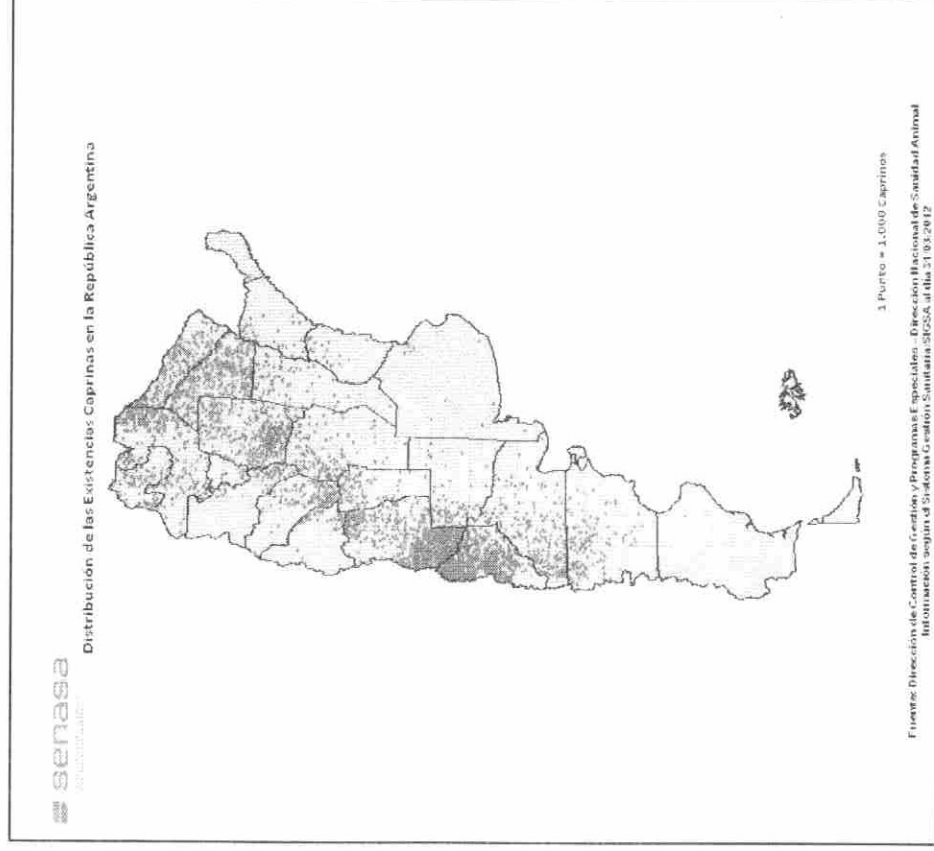 senasa
Distribución de las Existencias Caprinas en la República Argentina
1 Punto = 1.000 Caprinos
Fuente: Dirección de Control de Gestión y Programas Especiales - Dirección Nacional de Sanidad Animal
Información segun el Sistema Gestión Sanitaria/SIGSA al dia 31/03/2012